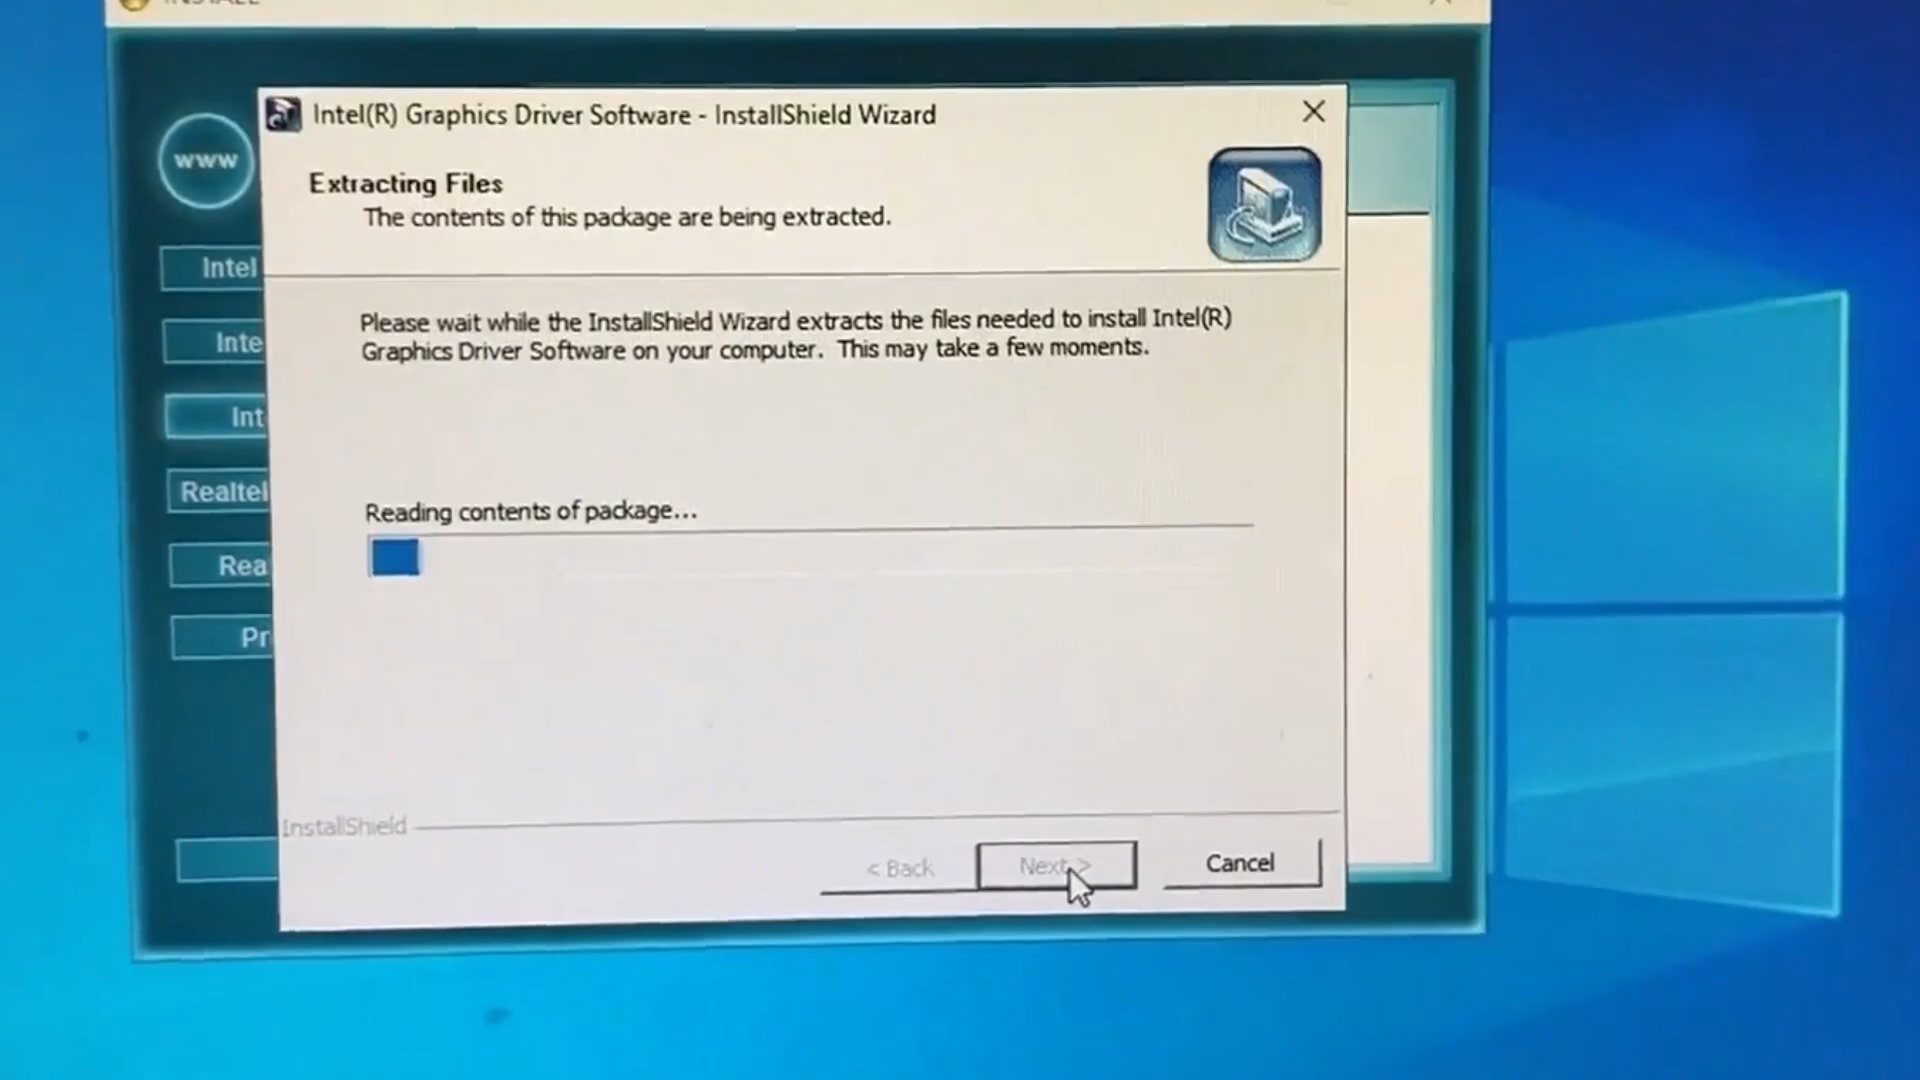 INSTALL
Intel(R) Graphics Driver Software - InstallShield Wizard
Extracting Files
The contents of this package are being extracted.
www
Intel
Please wait while the InstallShield Wizard extracts the files needed to install Intel(R)
Graphics Driver Software on your computer. This may take a few moments.
Inte
Int
Realtel
Reading contents of package...
Rea
Pr
InstallShield
< Back
Next >
Cancel